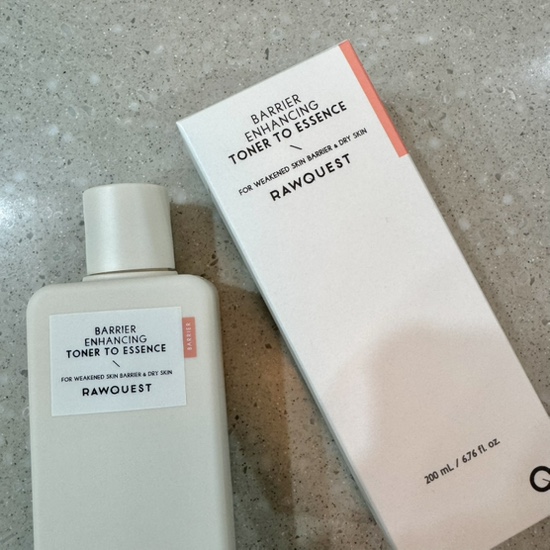 BARRIER
ENHANCING
TONER TO ESSENCE
\
FOR WEAKENED SKIN BARRIER & DRY SKIN
RAWQUEST
BARRIER
BARRIER
ENHANCING
TONER TO ESSENCE
\
FOR WEAKENED SKIN BARRIER & DRY SKIN
RAWQUEST
200 mL / 6.76 fl. oz